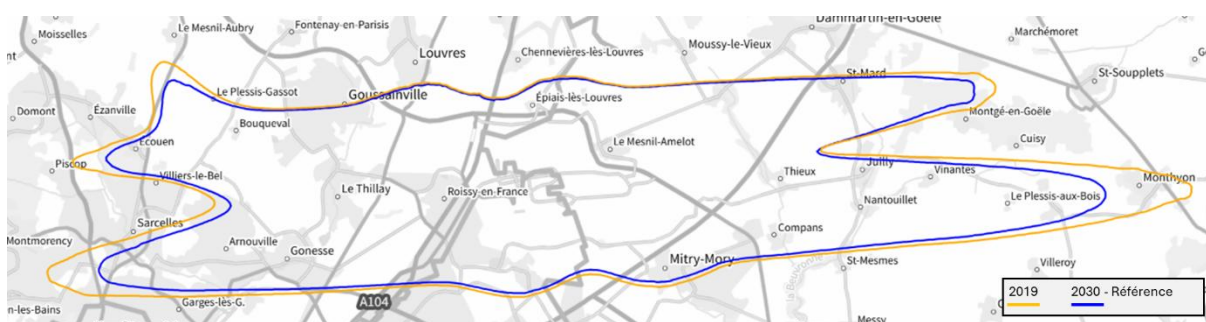 Le Mesnil-Aubry
Fontenay-en-Parisis
Dammartin-en-Goële
Moisselles
Marchémoret
Louvres
Chennevières-lès-Louvres
Moussy-le-Vieux
St-Mard
St-Soupplets
Le Plessis-Gassot
Goussainville
Épiais-lès-Louvres
Domont
Ézanville
Montgé-en-Goële
Bouqueval
Écouen
Le Mesnil-Amelot
Cuisy
Piscop
Juilly
Villiers-le-Bel
Thieux
Vinantes
Monthyon
Le Thillay
Roissy-en-France
Nantouillet
Le Plessis-aux-Bois
Sarcelles
Compans
Montmorency
Arnouville
Gonesse
Mitry-Mory
St-Mesmes
Villeroy
2019
2030 - Référence
A104
Garges-lès-G.
n-les-Bains
Messy